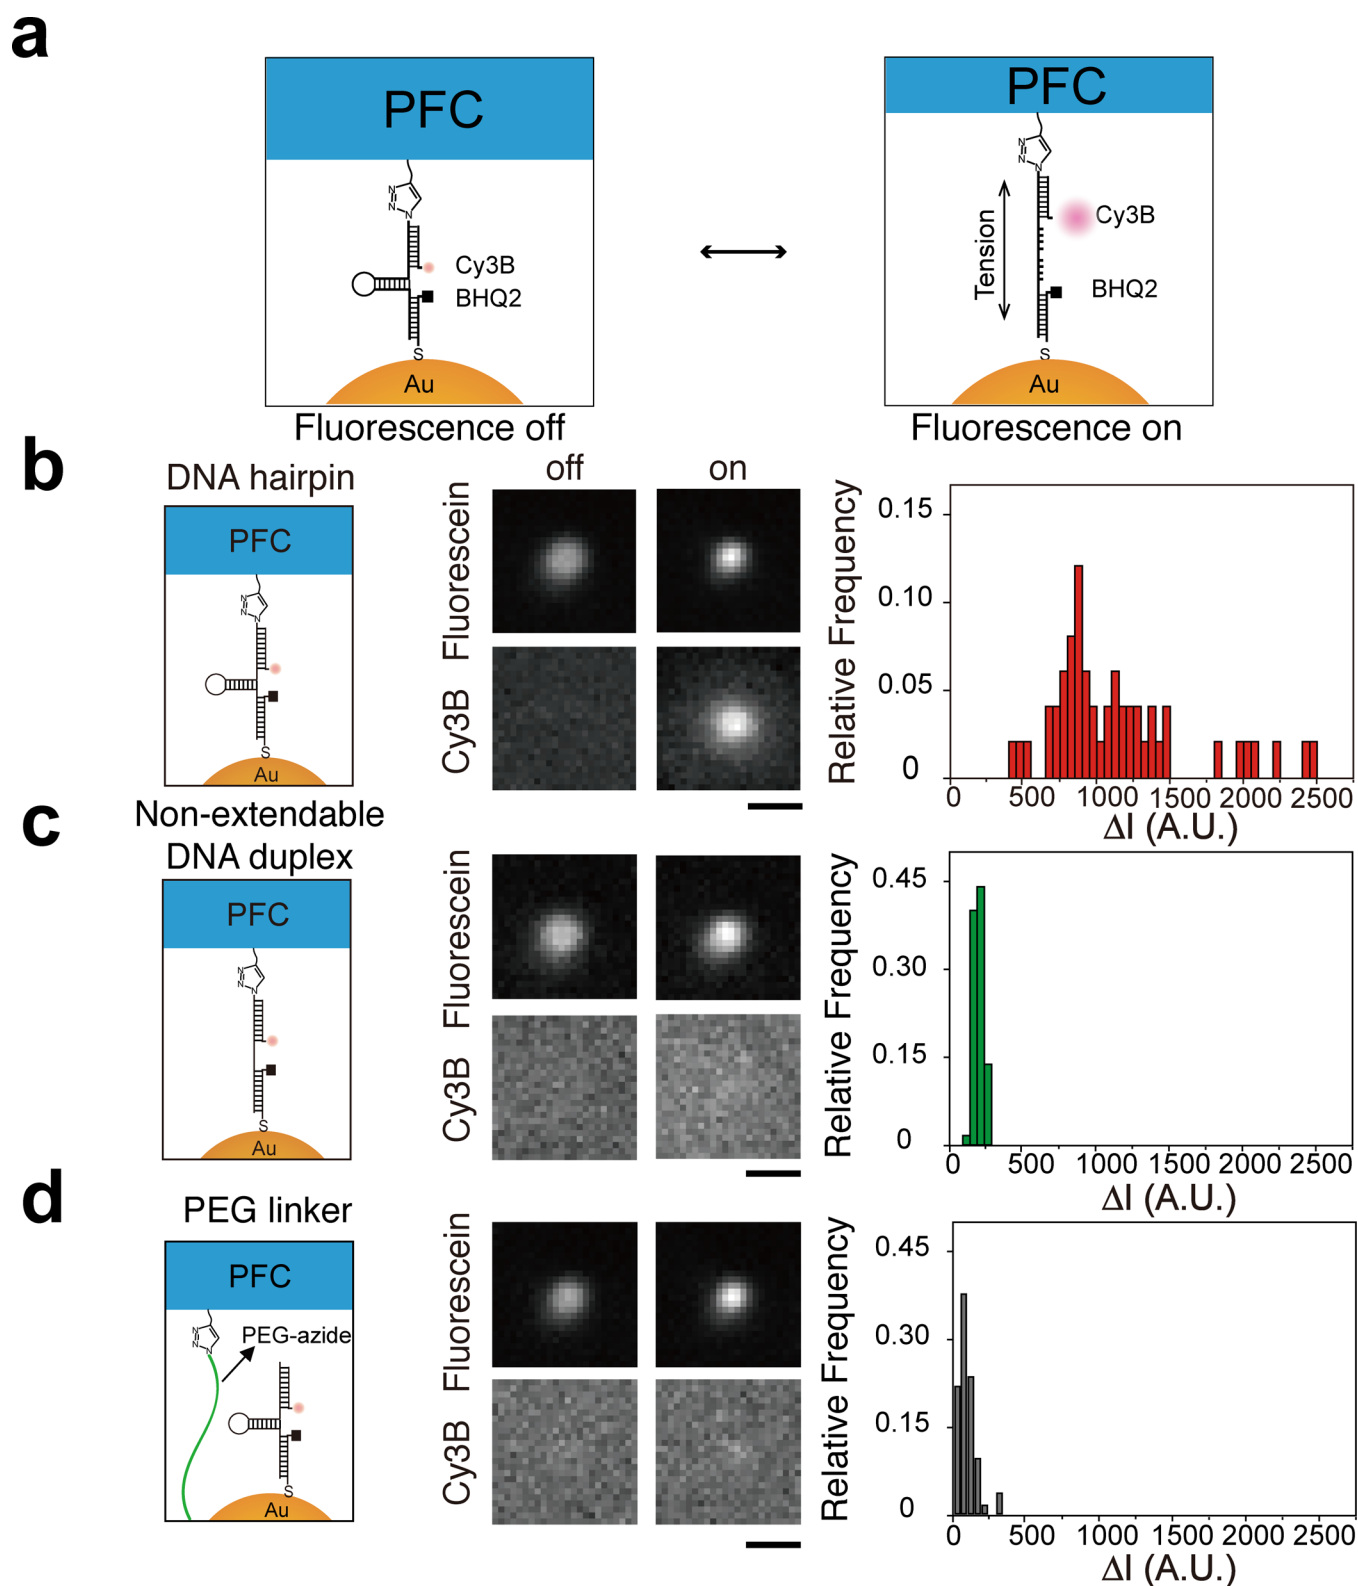 a
PFC
N
N
N
Cy3B
BHQ2
S
Au
Fluorescence off
PFC
N
N
N
Tension
Cy3B
BHQ2
S
Au
Fluorescence on
b
DNA hairpin
PFC
N
N
N
S
Au
off
on
Fluorescein
Cy3B
Relative Frequency
0.15
0.10
0.05
0
0 500 1000 1500 2000 2500
ΔI (A.U.)
c
Non-extendable
DNA duplex
PFC
N
N
N
S
Au
Fluorescein
Cy3B
Relative Frequency
0.45
0.30
0.15
0
0 500 1000 1500 2000 2500
ΔI (A.U.)
d
PEG linker
PFC
N
N
N
PEG-azide
S
Au
Fluorescein
Cy3B
Relative Frequency
0.45
0.30
0.15
0
0 500 1000 1500 2000 2500
ΔI (A.U.)